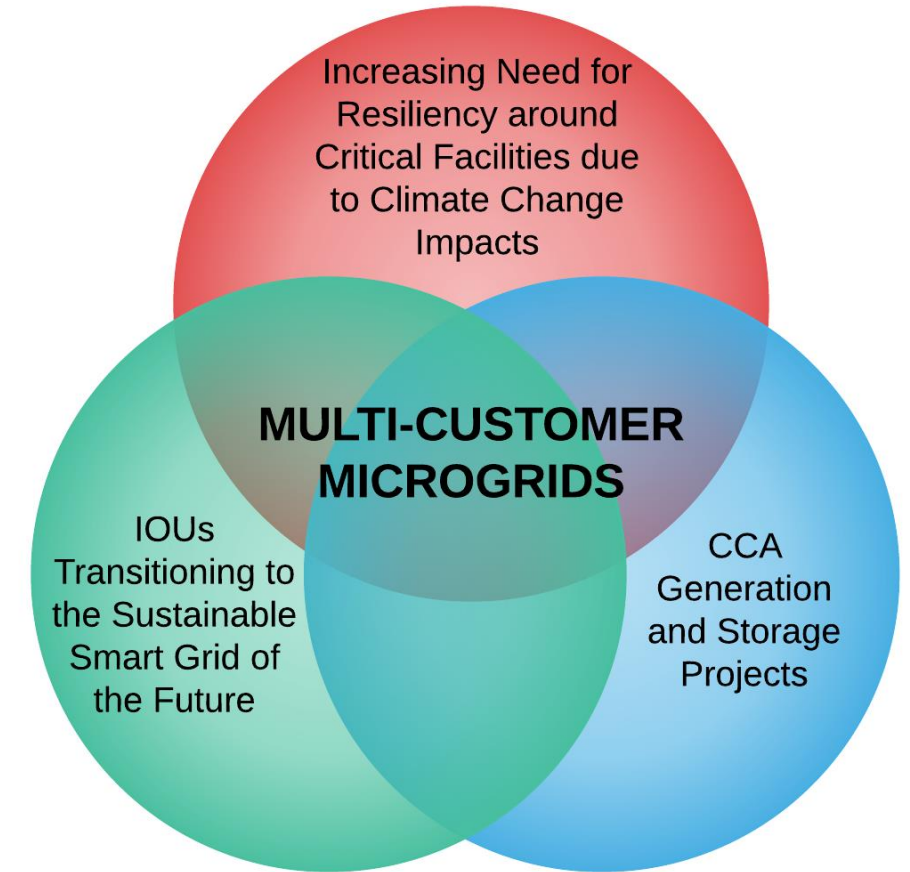 Increasing Need for
Resiliency around
Critical Facilities due
to Climate Change
Impacts
MULTI-CUSTOMER
MICROGRIDS
IOUs
Transitioning to
the Sustainable
Smart Grid of
the Future
CCA
Generation
and Storage
Projects